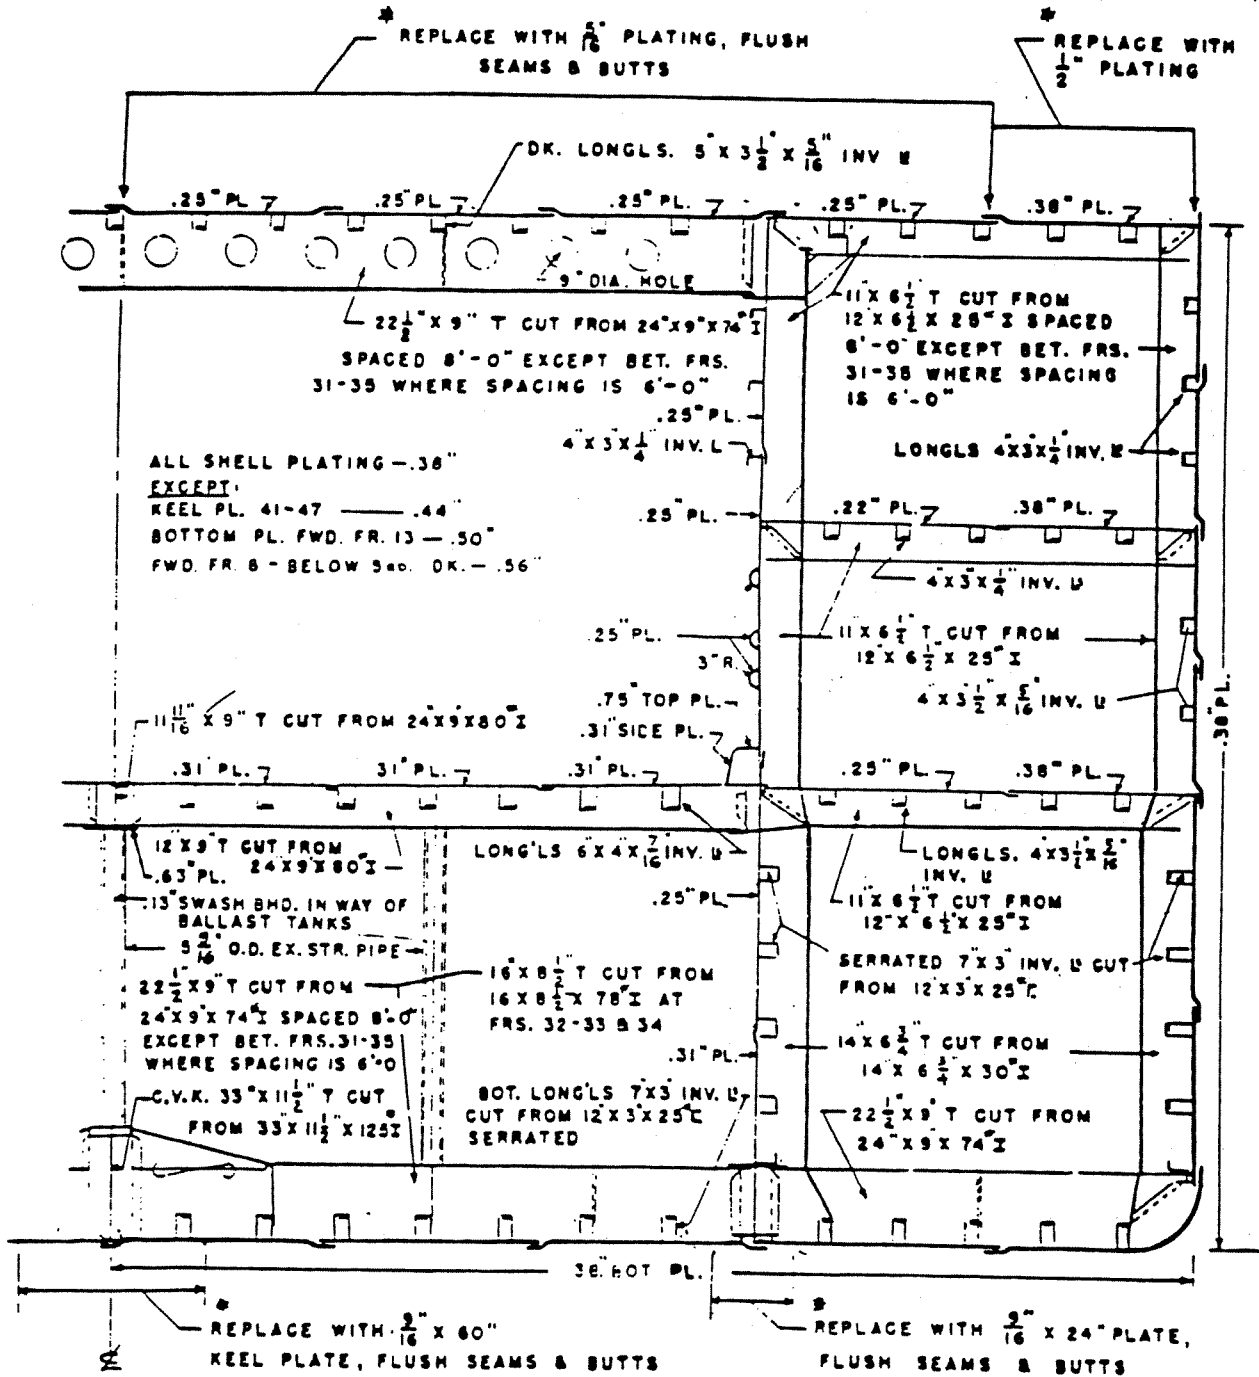 *
REPLACE WITH 5/16" PLATING, FLUSH
SEAMS & BUTTS
*
REPLACE WITH
1/2" PLATING
DK. LONGLS. 5" X 3 1/2" X 5/16" INV L
.25" PL.
.25" PL.
.25" PL.
.25" PL.
.38" PL.
9" DIA. HOLE
22 1/2" X 9" T CUT FROM 24" X 9" X 74# I
SPACED 8'-0" EXCEPT BET. FRS.
31-35 WHERE SPACING IS 6'-0"
11" X 6 1/2" T CUT FROM
12" X 6 1/2" X 25# I SPACED
8'-0" EXCEPT BET. FRS.
31-35 WHERE SPACING
IS 6'-0"
.25" PL.
4" X 3" X 1/4" INV. L
LONGLS 4" X 3" X 1/4" INV. L
ALL SHELL PLATING — .38"
EXCEPT:
KEEL PL. 41-47 — .44"
BOTTOM PL. FWD. FR. 13 — .50"
FWD. FR. 8 - BELOW DK. — .56"
.25" PL.
.22" PL.
.38" PL.
4" X 3" X 1/4" INV. L
.25" PL.
3" R.
11 X 6 1/2" T CUT FROM
12" X 6 1/2" X 25# I
.75" TOP PL.
.31" SIDE PL.
4 X 3 1/2" X 5/16" INV. L
.38" PL.
11 11/16" X 9" T CUT FROM 24" X 9" X 80# I
.31" PL.
31" PL.
.31" PL.
.25" PL.
.38" PL.
12" X 9" T CUT FROM
24 X 9" X 80# I
.63" PL.
.13" SWASH BHD. IN WAY OF
BALLAST TANKS
5 9/16" O.D. EX. STR. PIPE
LONG'LS 6" X 4" X 7/16" INV. L
LONGLS. 4" X 3 1/2" X 5/16"
INV. L
.25" PL.
11" X 6 1/2" T CUT FROM
12" X 6 1/2" X 25# I
22 1/2" X 9" T CUT FROM
24" X 9" X 74# I SPACED 8'-0"
EXCEPT BET. FRS. 31-35
WHERE SPACING IS 6'-0
16" X 8 1/2" T CUT FROM
16 X 8 1/2 X 78# I AT
FRS. 32-33 & 34
SERRATED 7" X 3" INV. L CUT
FROM 12" X 3" X 25# C
.31" PL.
14" X 6 3/4" T CUT FROM
14" X 6 3/4" X 30# I
C.V.K. 33" X 11 1/2" T CUT
FROM 33" X 11 1/2" X 125# I
BOT. LONG'LS 7" X 3" INV. L
CUT FROM 12" X 3" X 25# C
SERRATED
22 1/2" X 9" T CUT FROM
24" X 9" X 74# I
38" BOT PL.
*
REPLACE WITH 9/16" X 60"
KEEL PLATE, FLUSH SEAMS & BUTTS
*
REPLACE WITH 9/16" X 24" PLATE,
FLUSH SEAMS & BUTTS